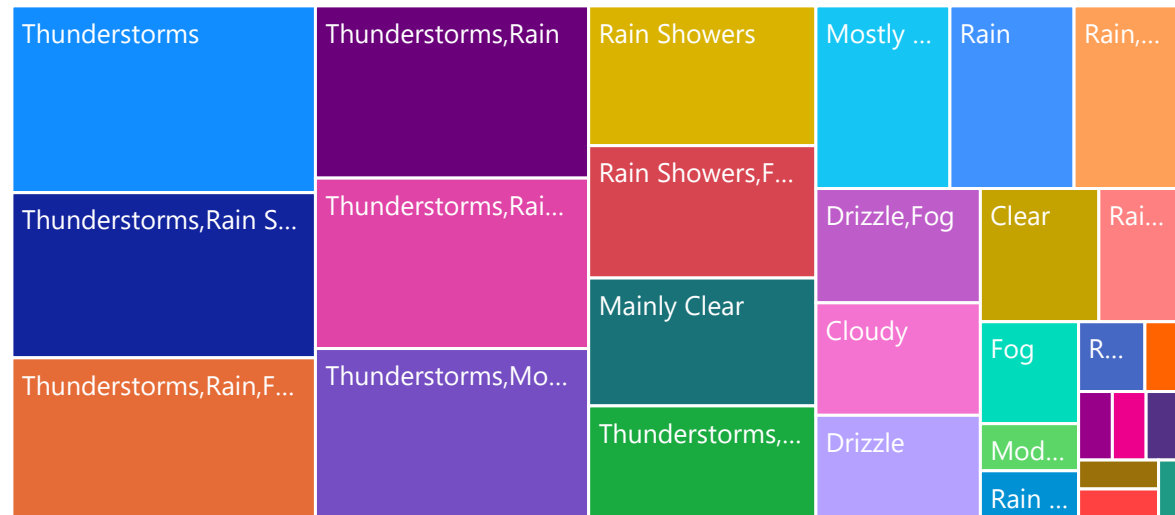 Thunderstorms
Thunderstorms,Rain S...
Thunderstorms,Rain,F...
Thunderstorms,Rain
Thunderstorms,Rai...
Thunderstorms,Mo...
Rain Showers
Rain Showers,F...
Mainly Clear
Thunderstorms,...
Mostly ...
Rain
Rain,...
Drizzle,Fog
Cloudy
Drizzle
Clear
Rai...
Fog
Mod...
Rain ...
R...